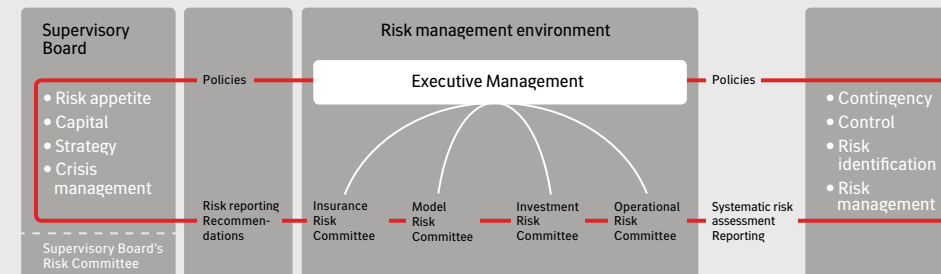 Supervisory
Board
• Risk appetite
• Capital
• Strategy
• Crisis
management
Supervisory Board's
Risk Committee
Policies
Risk reporting
Recommen-
dations
Risk management environment
Executive Management
Insurance
Risk
Committee
Model
Risk
Committee
Investment
Risk
Committee
Operational
Risk
Committee
Policies
Systematic risk
assessment
Reporting
• Contingency
• Control
• Risk
identification
• Risk
management